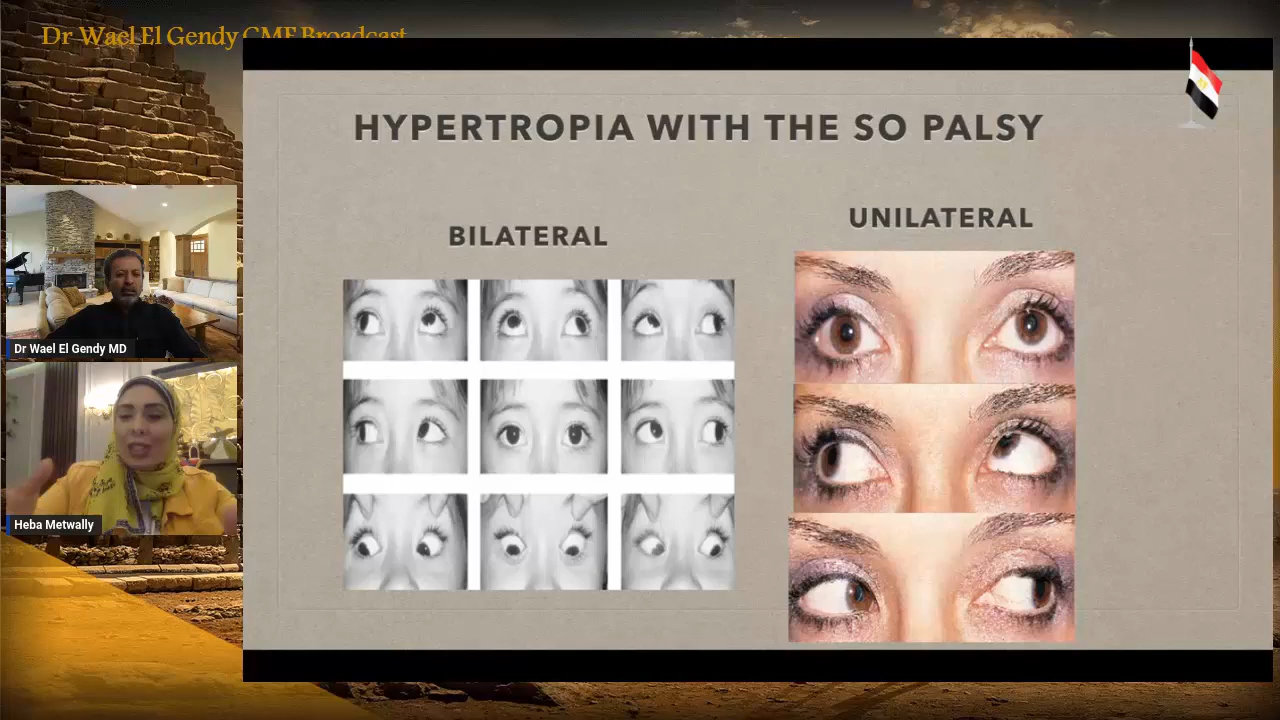 Dr Wael El Gendy CME Broadcast
HYPERTROPIA WITH THE SO PALSY
BILATERAL
UNILATERAL
Dr Wael El Gendy MD
Heba Metwally